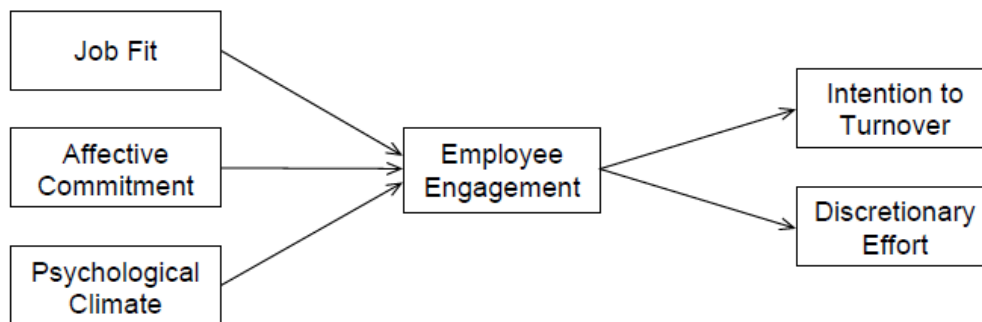 Job Fit
Affective
Commitment
Psychological
Climate
Employee
Engagement
Intention to
Turnover
Discretionary
Effort